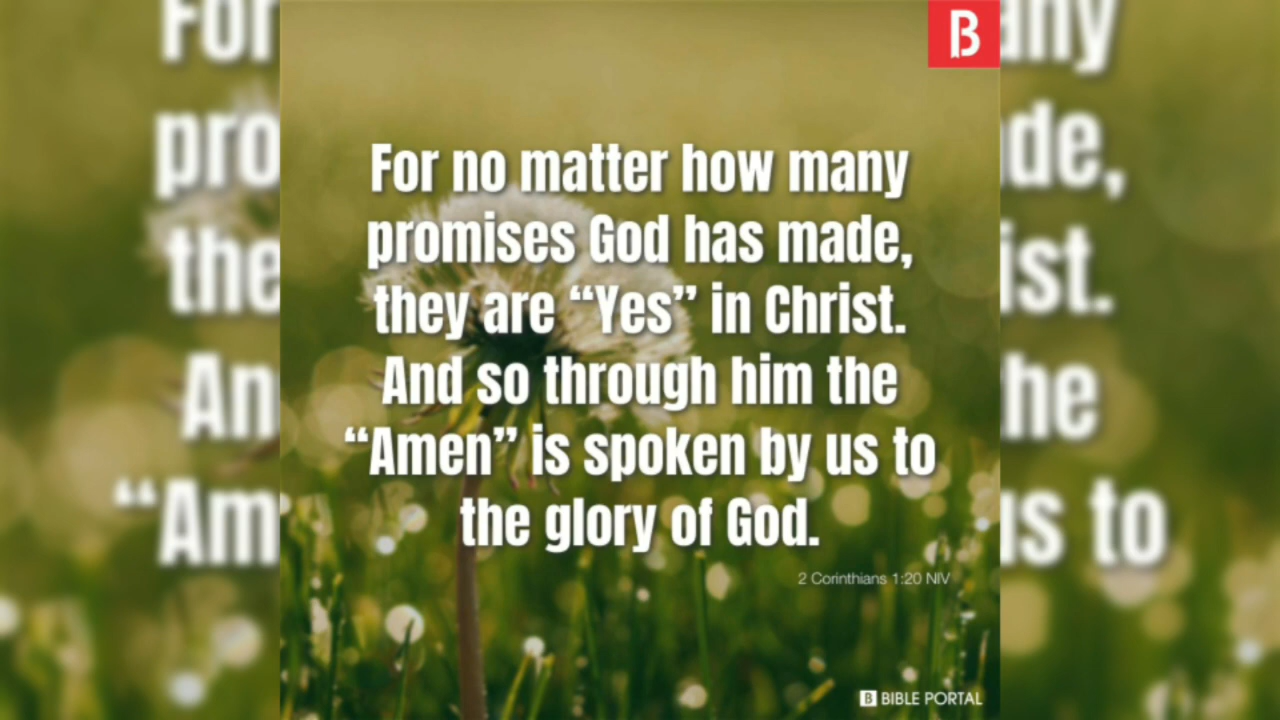 B
For no matter how many
promises God has made,
they are “Yes” in Christ.
And so through him the
“Amen” is spoken by us to
the glory of God.
2 Corinthians 1:20 NIV
B BIBLE PORTAL